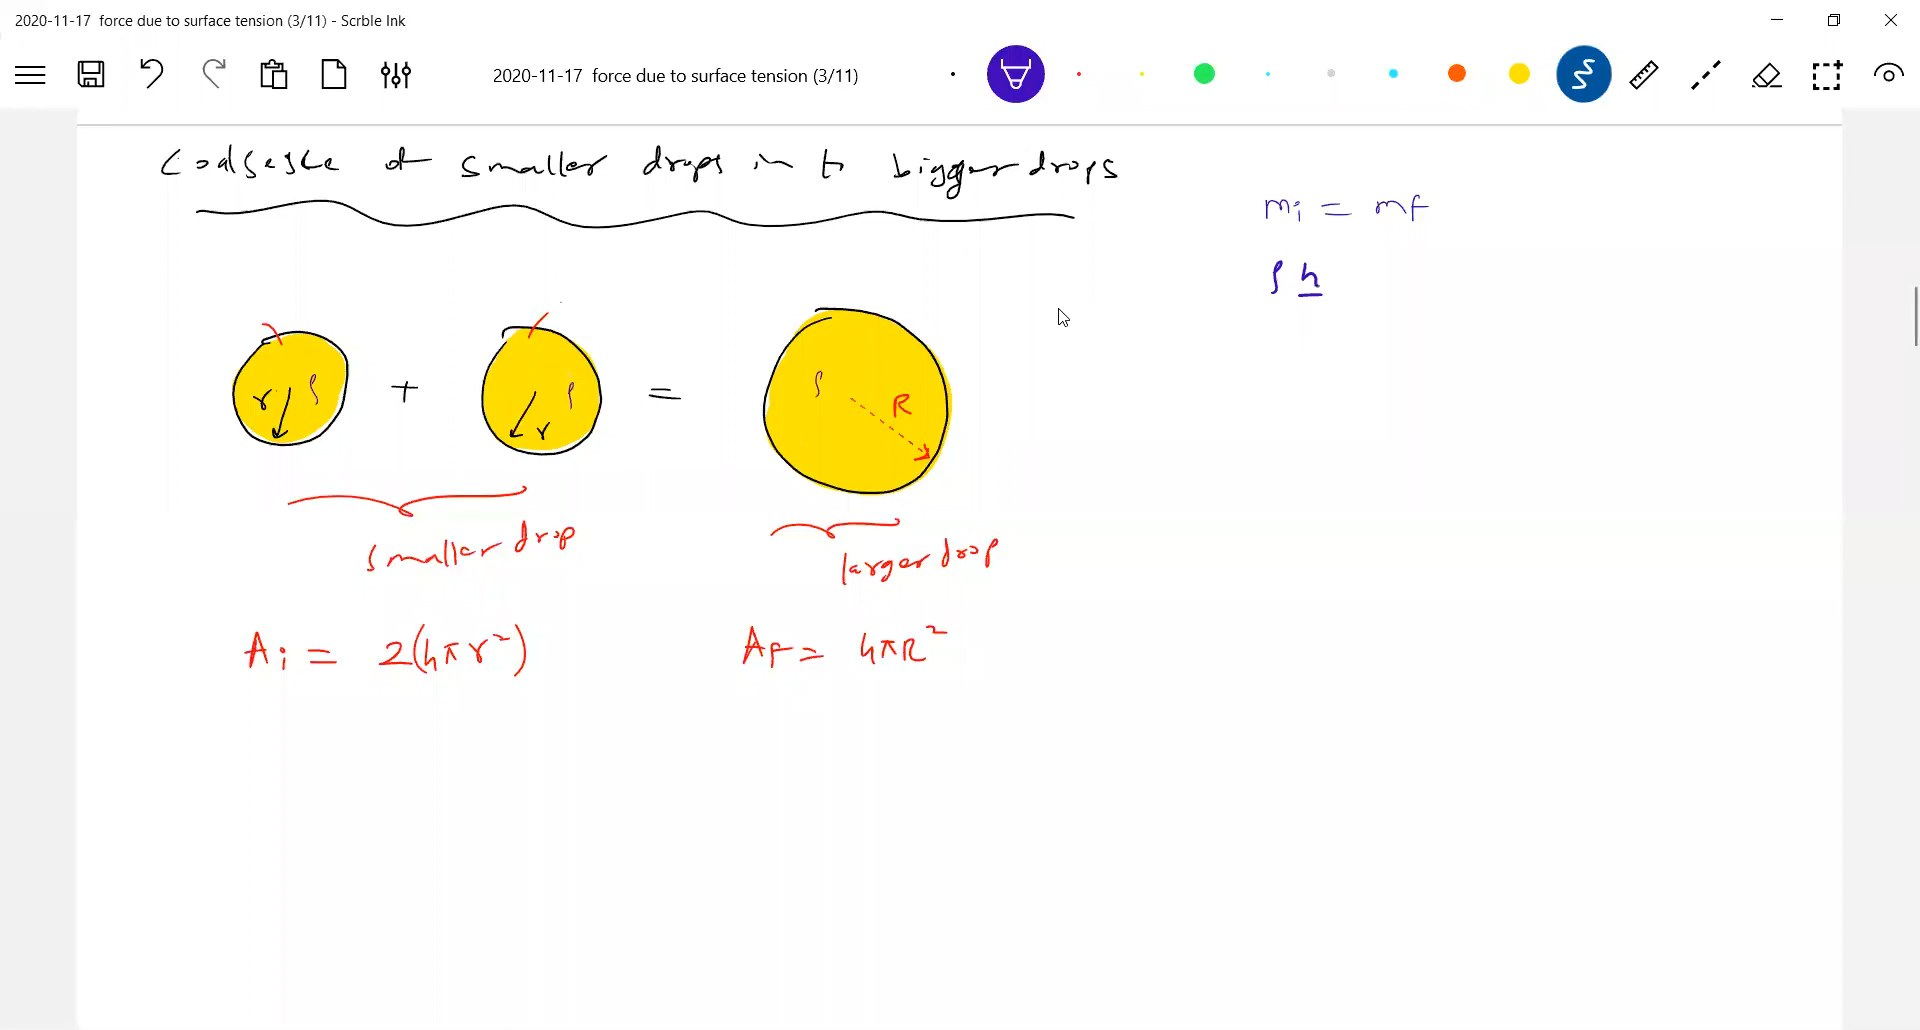 2020-11-17 force due to surface tension (3/11) - Scrble Ink
2020-11-17 force due to surface tension (3/11)
Coalseske of smaller drops in to bigger drops
mi = mf
ρ 4
r ρ + ρ r = ρ R
smaller drop
larger drop
Ai = 2(4πr²)
AF = 4πR²